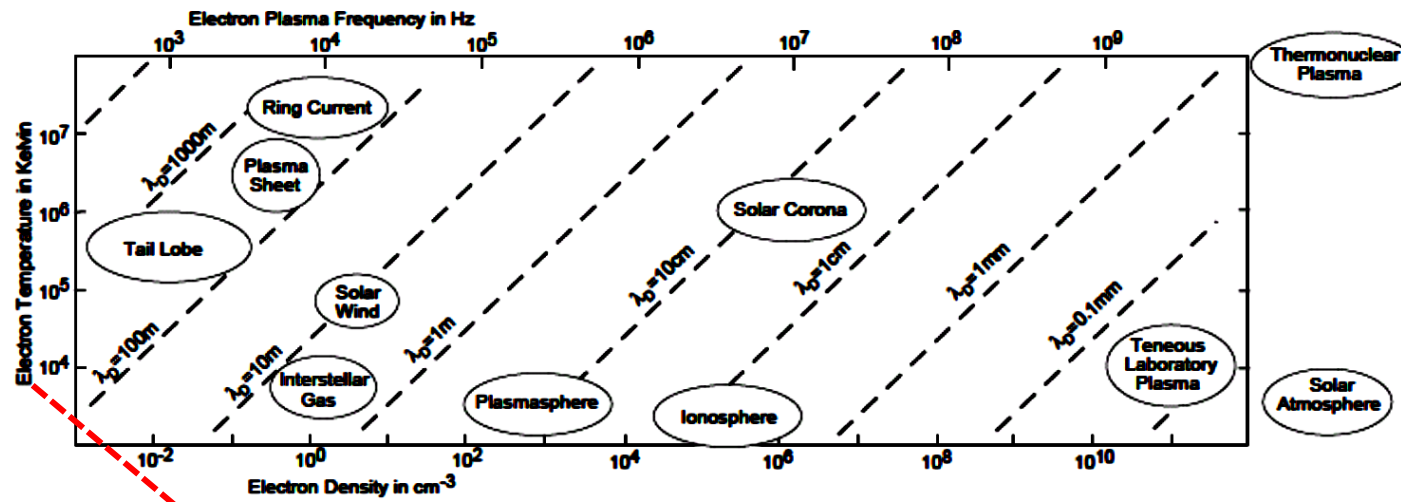 Electron Plasma Frequency in Hz
10³ 10⁴ 10⁵ 10⁶ 10⁷ 10⁸ 10⁹
Thermonuclear
Plasma
Ring Current
10⁷
λD=1000m
Plasma
Sheet
10⁶
Solar Corona
Tail Lobe
Electron Temperature in Kelvin
10⁵
Solar
Wind
λD=10cm
λD=1cm
λD=1mm
λD=0.1mm
λD=100m
λD=10m
λD=1m
10⁴
Interstellar
Gas
Plasmasphere
Ionosphere
Teneous
Laboratory
Plasma
Solar
Atmosphere
10⁻² 10⁰ 10² 10⁴ 10⁶ 10⁸ 10¹⁰
Electron Density in cm⁻³